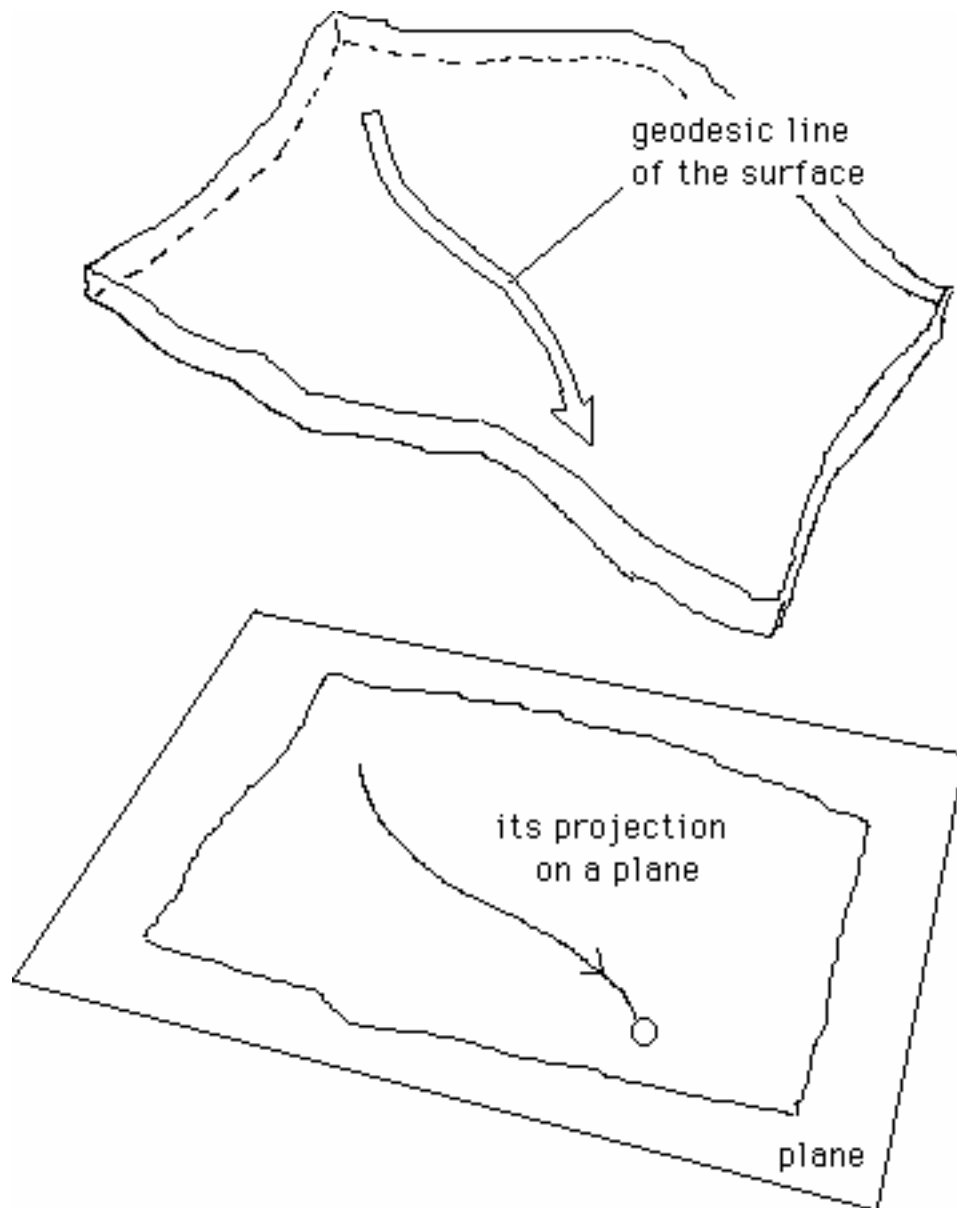 geodesic line
of the surface
its projection
on a plane
plane